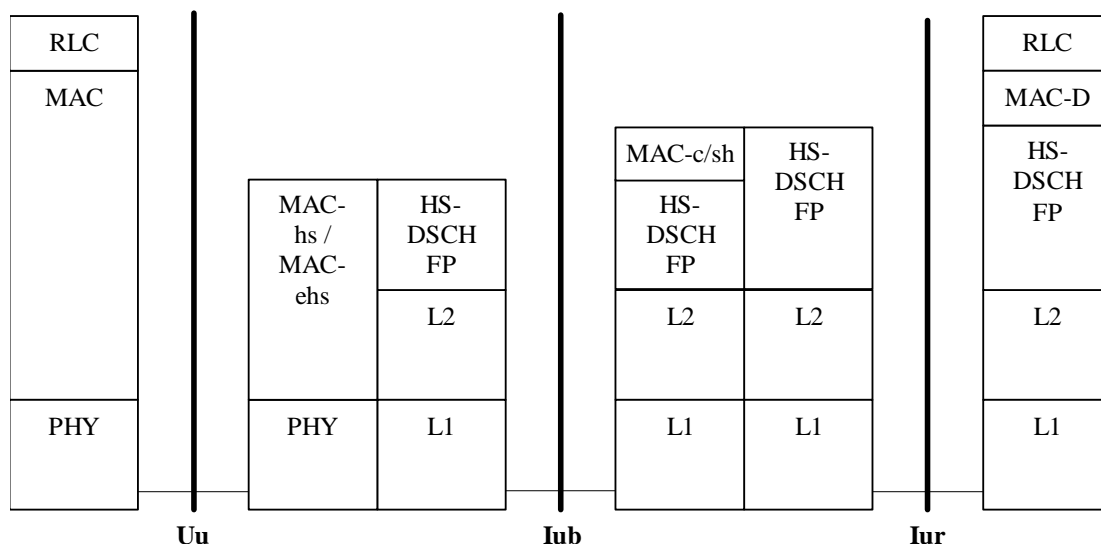 RLC
MAC
PHY
MAC-
hs /
MAC-
ehs
PHY
HS-
DSCH
FP
L2
L1
MAC-c/sh
HS-
DSCH
FP
L2
L1
HS-
DSCH
FP
L2
L1
RLC
MAC-D
HS-
DSCH
FP
L2
L1
Uu
Iub
Iur